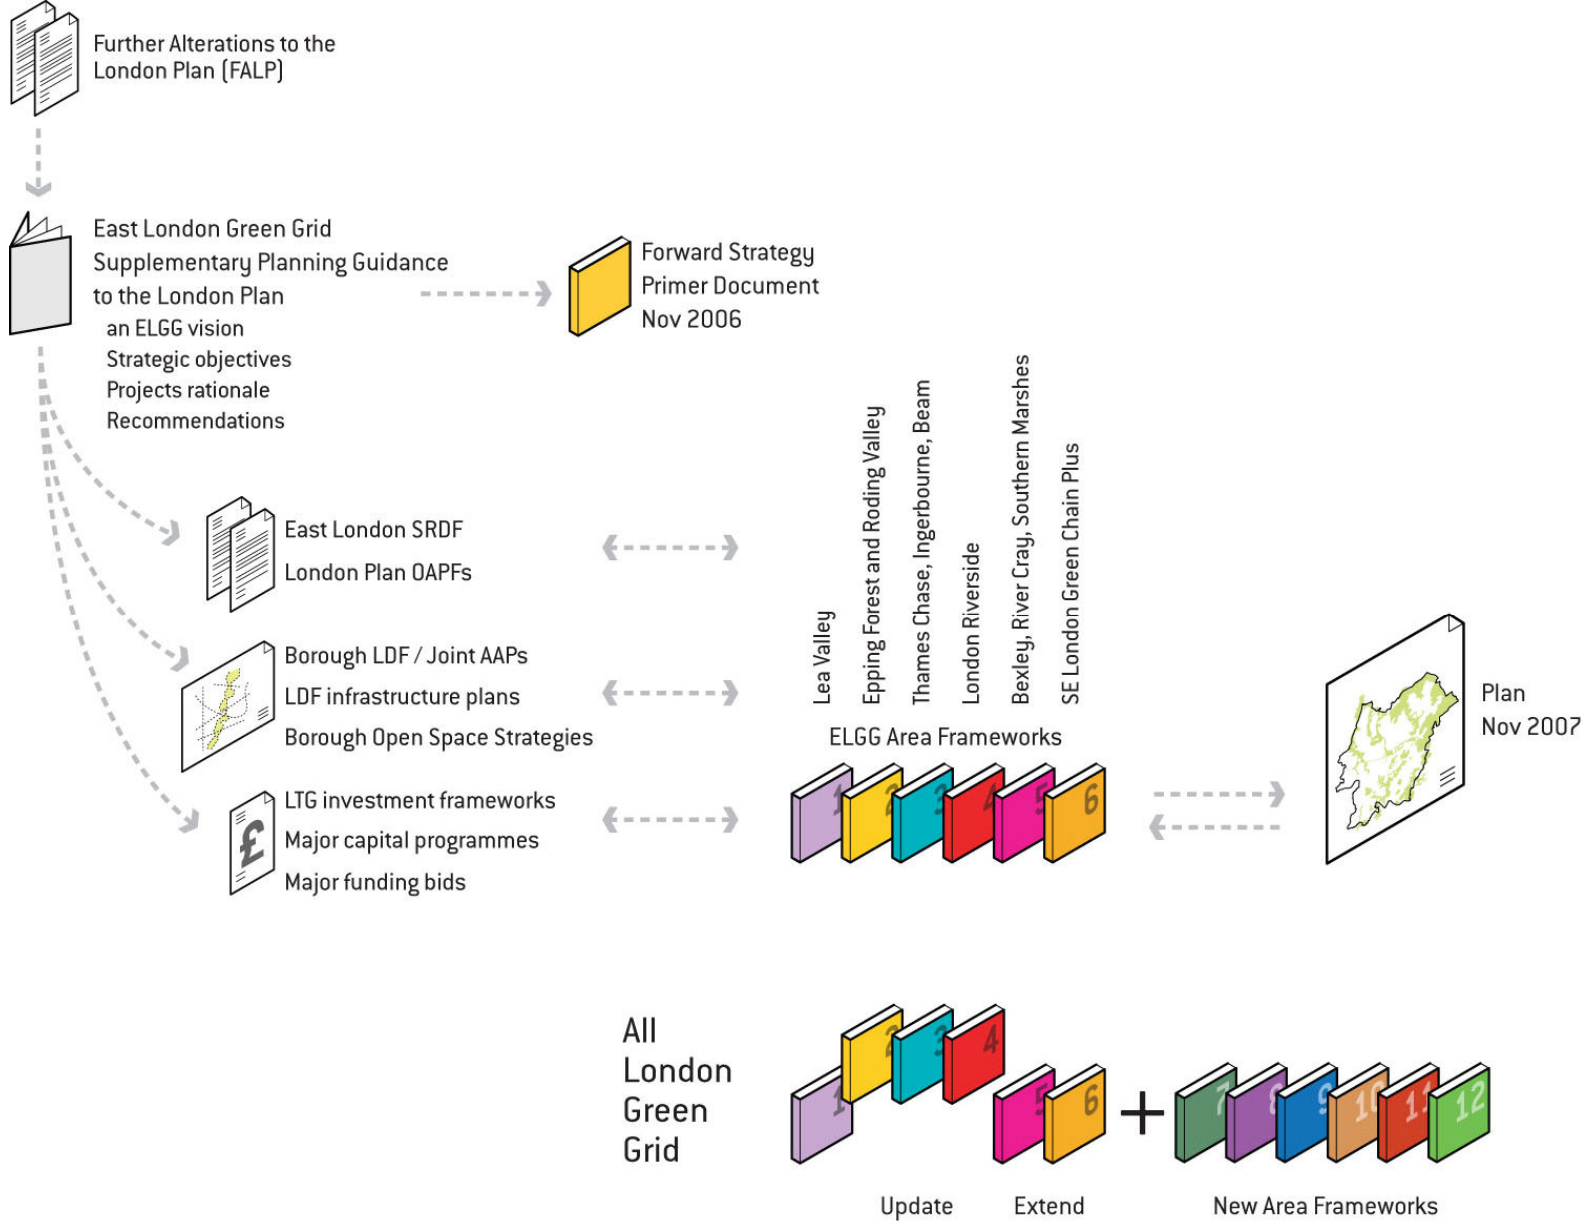 Further Alterations to the
London Plan (FALP)
East London Green Grid
Supplementary Planning Guidance
to the London Plan
an ELGG vision
Strategic objectives
Projects rationale
Recommendations
Forward Strategy
Primer Document
Nov 2006
East London SRDF
London Plan OAPFs
Borough LDF / Joint AAPs
LDF infrastructure plans
Borough Open Space Strategies
£
LTG investment frameworks
Major capital programmes
Major funding bids
Lea Valley
Epping Forest and Roding Valley
Thames Chase, Ingerbourne, Beam
London Riverside
Bexley, River Cray, Southern Marshes
SE London Green Chain Plus
ELGG Area Frameworks
1 2 3 4 5 6
Plan
Nov 2007
All
London
Green
Grid
1 2 3 4 5 6 + 7 8 9 10 11 12
Update
Extend
New Area Frameworks